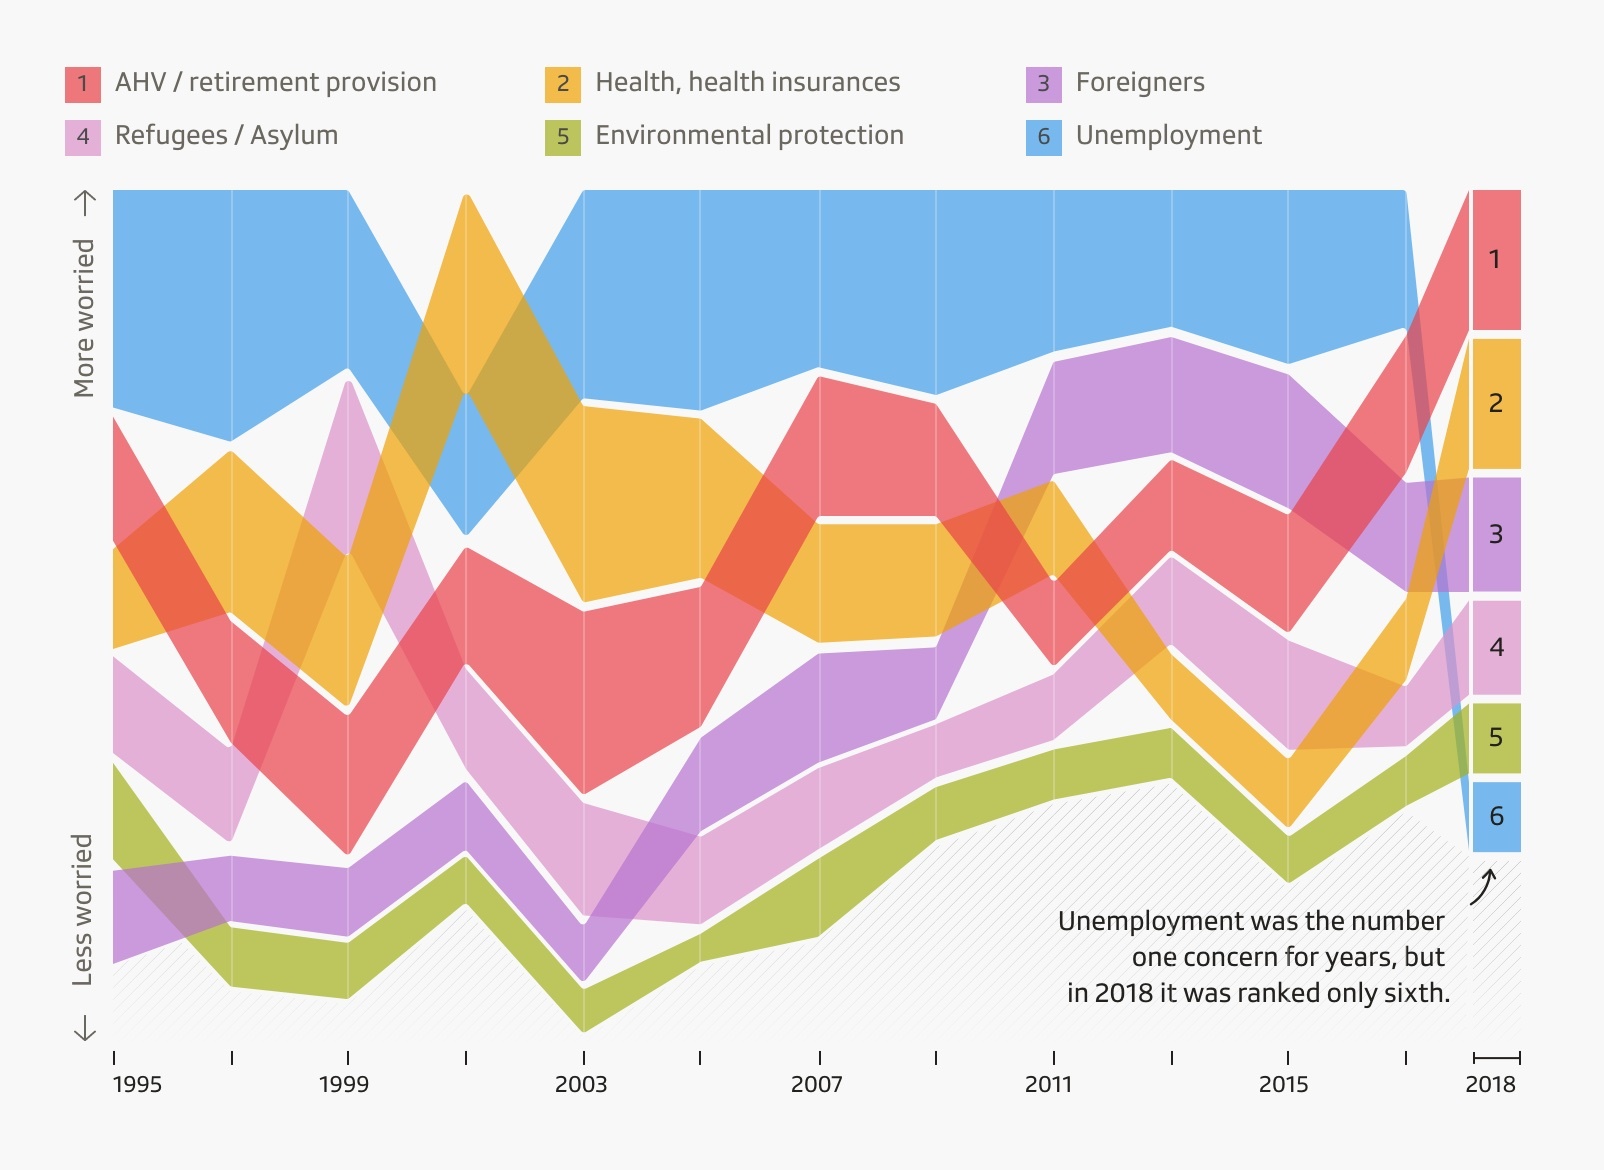 1 AHV / retirement provision
2 Health, health insurances
3 Foreigners
4 Refugees / Asylum
5 Environmental protection
6 Unemployment
More worried
Less worried
1
2
3
4
5
6
Unemployment was the number
one concern for years, but
in 2018 it was ranked only sixth.
1995 1999 2003 2007 2011 2015 2018